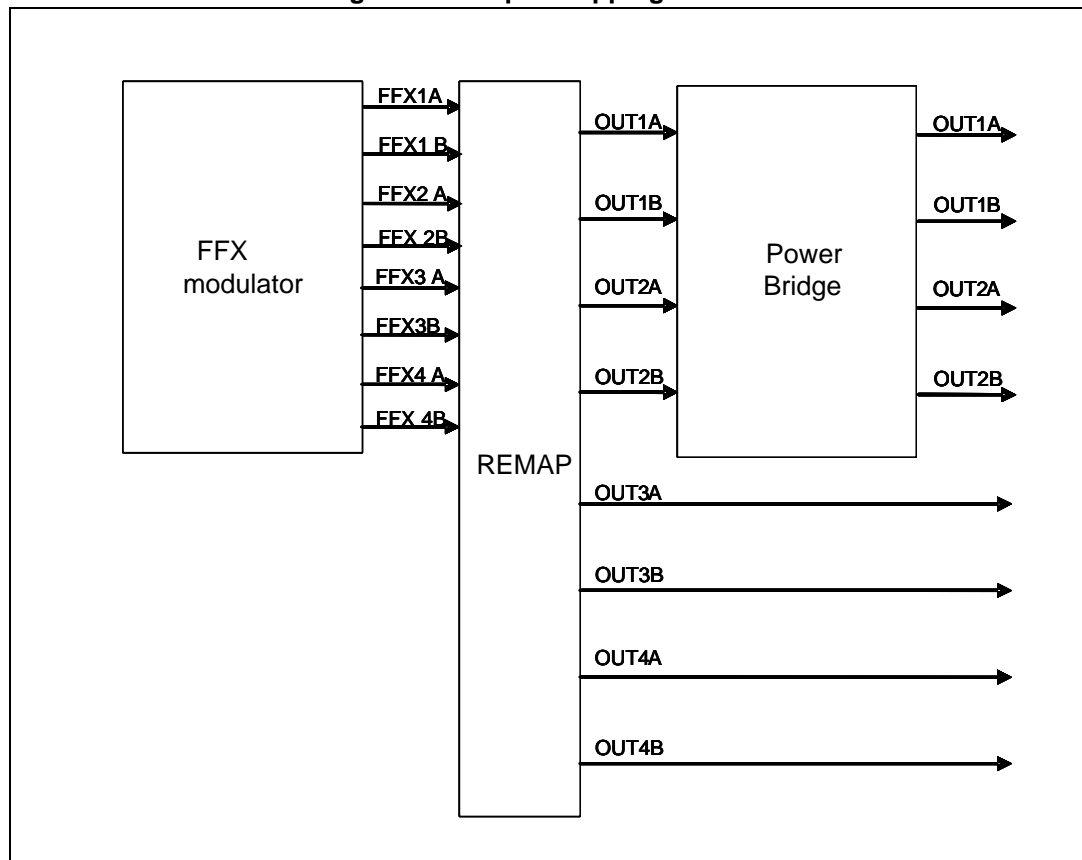 FFX modulator
FFX1A
FFX1 B
FFX2 A
FFX 2B
FFX3 A
FFX3B
FFX4 A
FFX 4B
REMAP
OUT1A
OUT1B
OUT2A
OUT2B
OUT3A
OUT3B
OUT4A
OUT4B
Power
Bridge
OUT1A
OUT1B
OUT2A
OUT2B